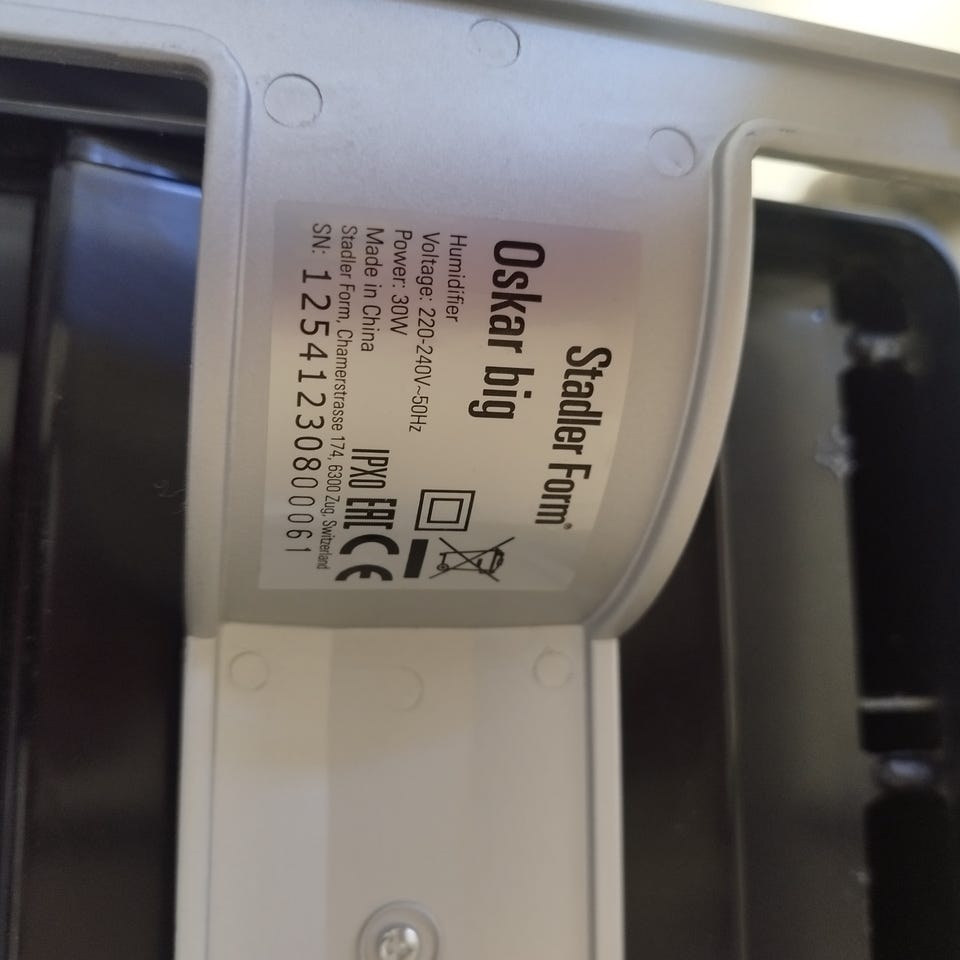 Stadler Form®
Oskar big
Humidifier
Voltage: 220-240V~50Hz
Power: 30W
Made in China
IPX0 EAC CE
Stadler Form, Chamerstrasse 174, 6300 Zug, Switzerland
SN: 12541230800061